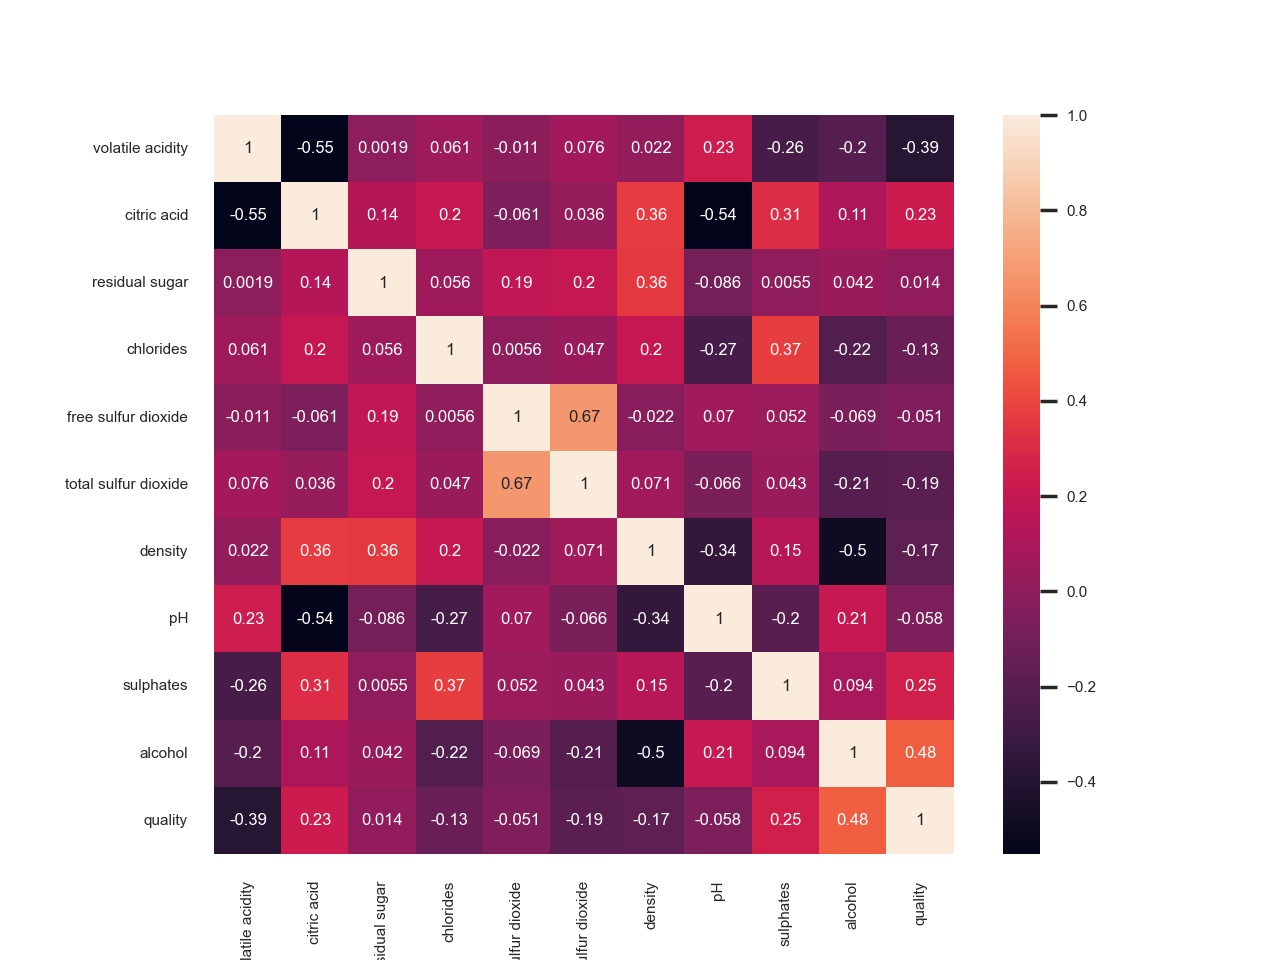 volatile acidity 1 -0.55 0.0019 0.061 -0.011 0.076 0.022 0.23 -0.26 -0.2 -0.39
citric acid -0.55 1 0.14 0.2 -0.061 0.036 0.36 -0.54 0.31 0.11 0.23
residual sugar 0.0019 0.14 1 0.056 0.19 0.2 0.36 -0.086 0.0055 0.042 0.014
chlorides 0.061 0.2 0.056 1 0.0056 0.047 0.2 -0.27 0.37 -0.22 -0.13
free sulfur dioxide -0.011 -0.061 0.19 0.0056 1 0.67 -0.022 0.07 0.052 -0.069 -0.051
total sulfur dioxide 0.076 0.036 0.2 0.047 0.67 1 0.071 -0.066 0.043 -0.21 -0.19
density 0.022 0.36 0.36 0.2 -0.022 0.071 1 -0.34 0.15 -0.5 -0.17
pH 0.23 -0.54 -0.086 -0.27 0.07 -0.066 -0.34 1 -0.2 0.21 -0.058
sulphates -0.26 0.31 0.0055 0.37 0.052 0.043 0.15 -0.2 1 0.094 0.25
alcohol -0.2 0.11 0.042 -0.22 -0.069 -0.21 -0.5 0.21 0.094 1 0.48
quality -0.39 0.23 0.014 -0.13 -0.051 -0.19 -0.17 -0.058 0.25 0.48 1
latile acidity
citric acid
sidual sugar
chlorides
lfur dioxide
lfur dioxide
density
pH
sulphates
alcohol
quality
1.0
0.8
0.6
0.4
0.2
0.0
−0.2
−0.4